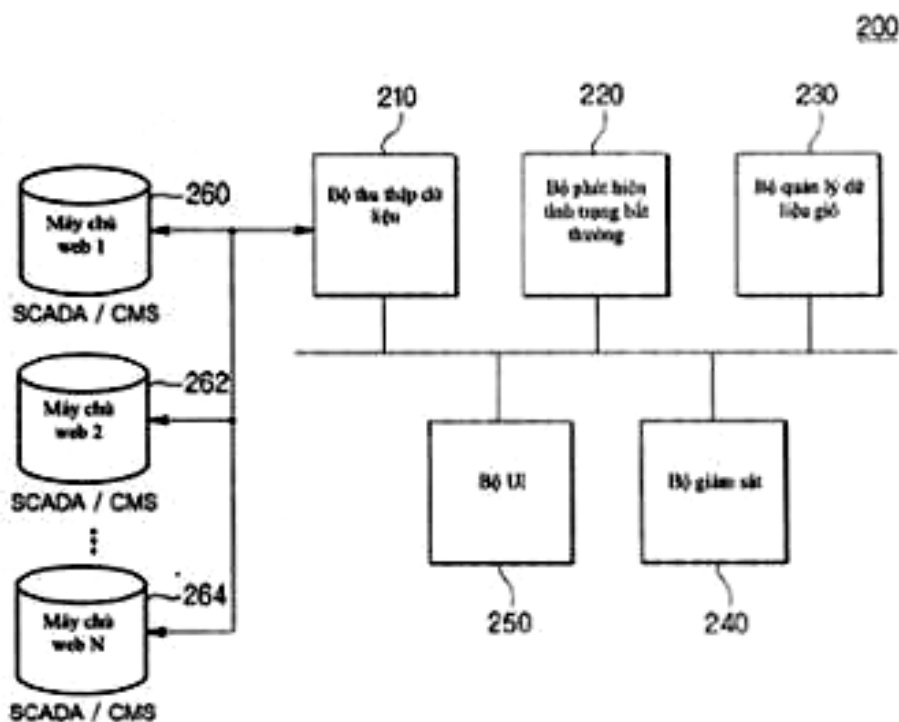 200
210
220
230
Bộ thu thập dữ
liệu
Bộ phát hiện
tình trạng bất
thường
Bộ quản lý dữ
liệu gió
260
Máy chủ
web 1
SCADA / CMS
262
Máy chủ
web 2
SCADA / CMS
264
Máy chủ
web N
SCADA / CMS
Bộ UI
Bộ giám sát
250
240